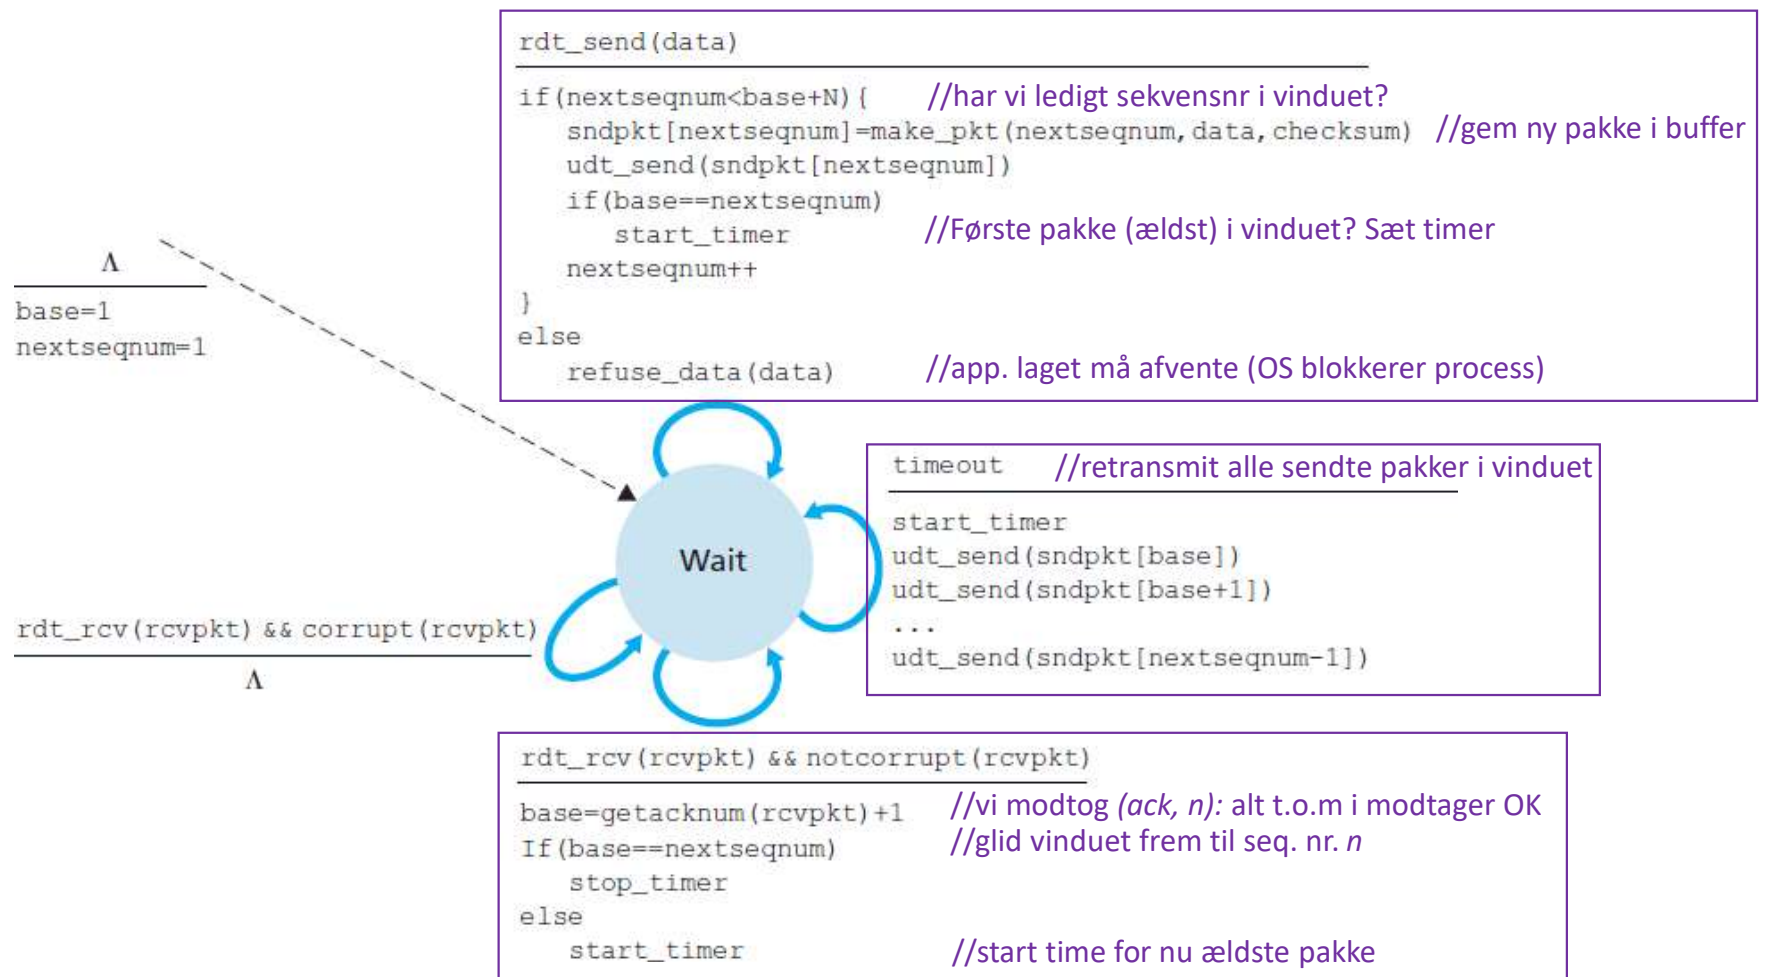 rdt_send(data)
if(nextseqnum<base+N){ //har vi ledigt sekvensnr i vinduet?
sndpkt[nextseqnum]=make_pkt(nextseqnum,data,checksum) //gem ny pakke i buffer
udt_send(sndpkt[nextseqnum])
if(base==nextseqnum)
start_timer //Første pakke (ældst) i vinduet? Sæt timer
nextseqnum++
}
else
refuse_data(data) //app. laget må afvente (OS blokkerer process)
Λ
base=1
nextseqnum=1
timeout //retransmit alle sendte pakker i vinduet
start_timer
udt_send(sndpkt[base])
udt_send(sndpkt[base+1])
...
udt_send(sndpkt[nextseqnum-1])
Wait
rdt_rcv(rcvpkt) && corrupt(rcvpkt)
Λ
rdt_rcv(rcvpkt) && notcorrupt(rcvpkt)
base=getacknum(rcvpkt)+1 //vi modtog (ack, n): alt t.o.m i modtager OK
If(base==nextseqnum) //glid vinduet frem til seq. nr. n
stop_timer
else
start_timer //start time for nu ældste pakke